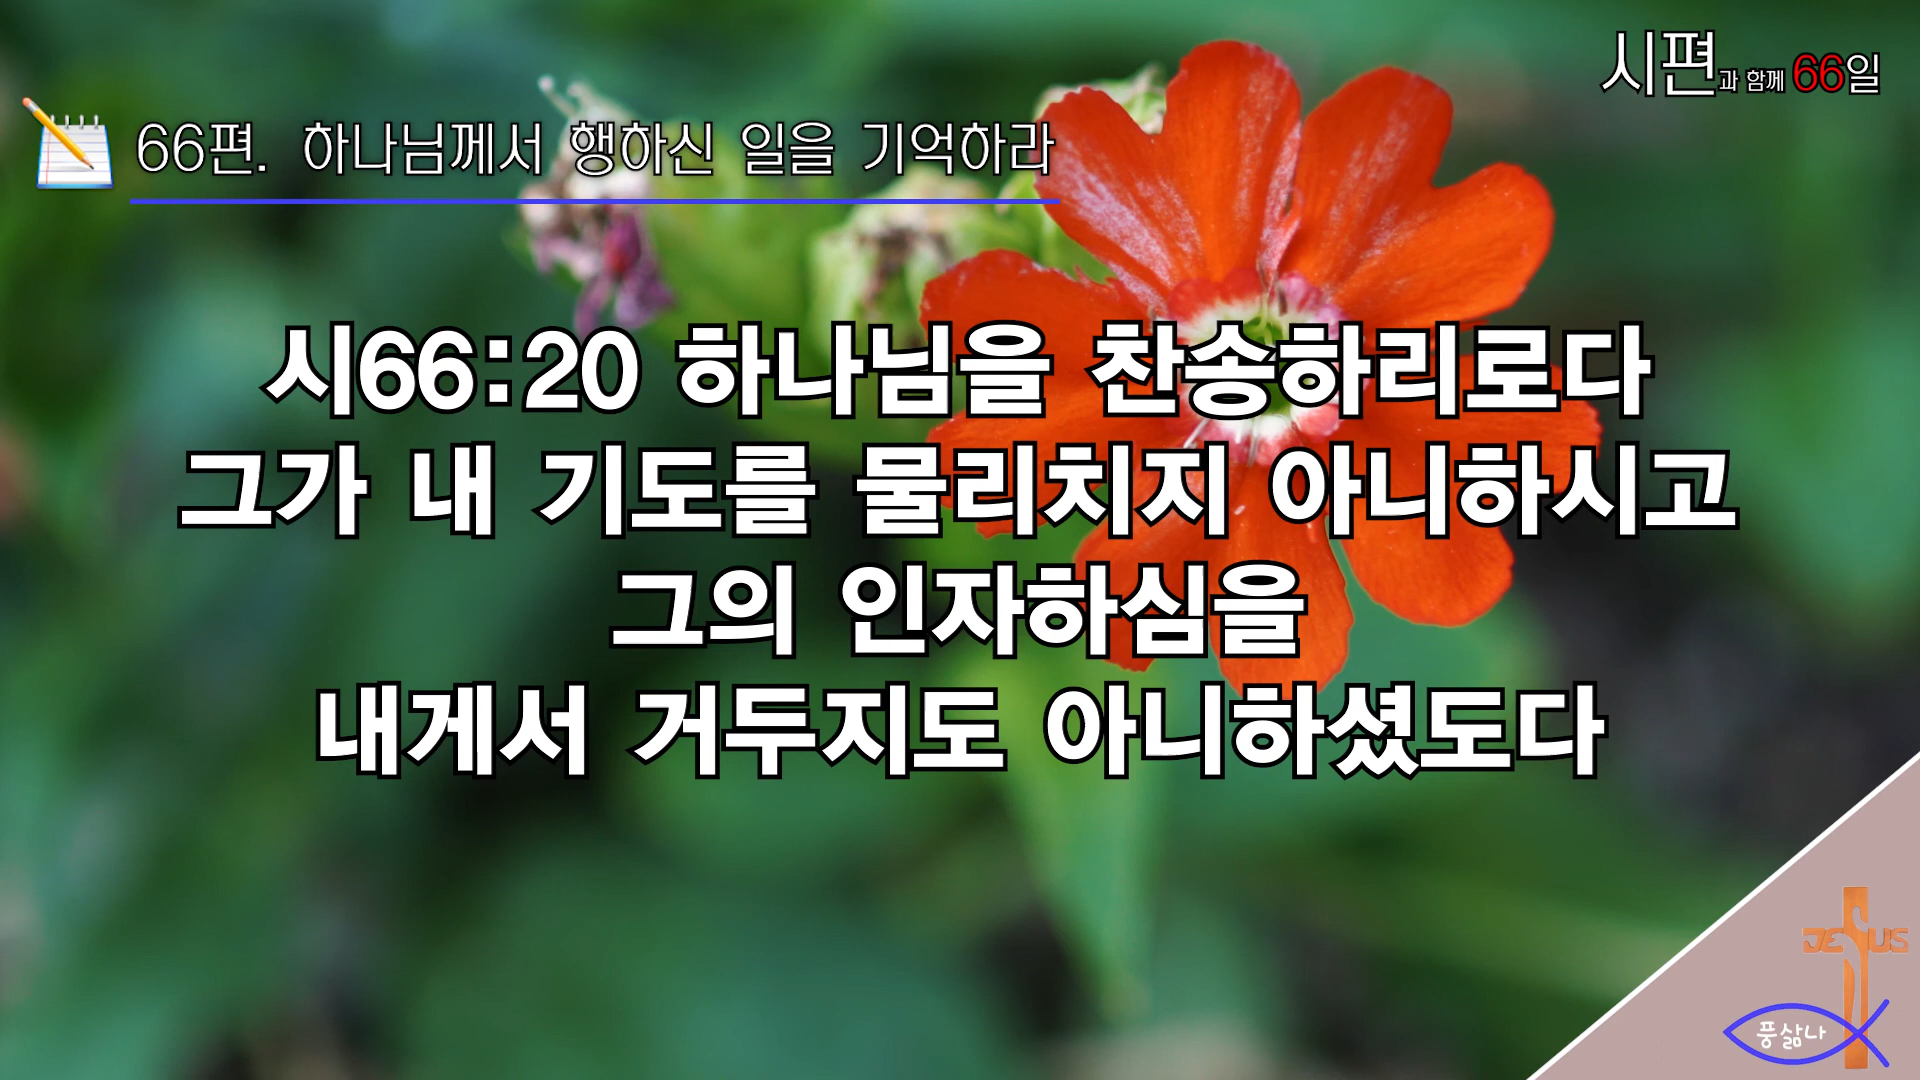 시편과 함께 66일
66편. 하나님께서 행하신 일을 기억하라
시66:20 하나님을 찬송하리로다
그가 내 기도를 물리치지 아니하시고
그의 인자하심을
내게서 거두지도 아니하셨도다
JESUS
풍삶나